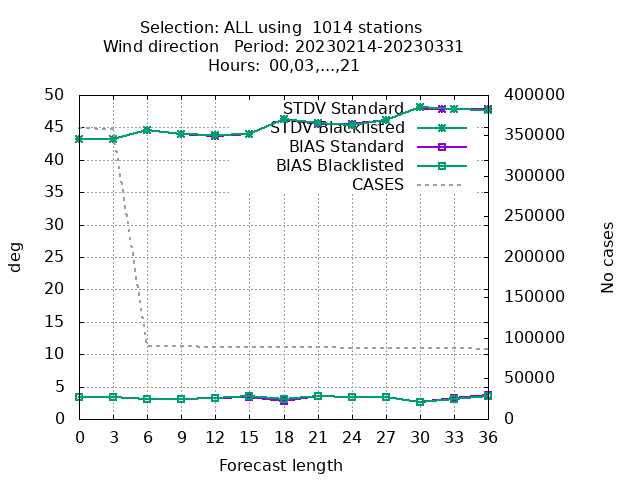 Selection: ALL using  1014 stations
Wind direction   Period: 20230214-20230331
Hours:  00,03,...,21
50
45
40
35
30
25
20
15
10
5
0
400000
350000
300000
250000
200000
150000
100000
50000
0
deg
No cases
STDV Standard
STDV Blacklisted
BIAS Standard
BIAS Blacklisted
CASES
0 3 6 9 12 15 18 21 24 27 30 33 36
Forecast length